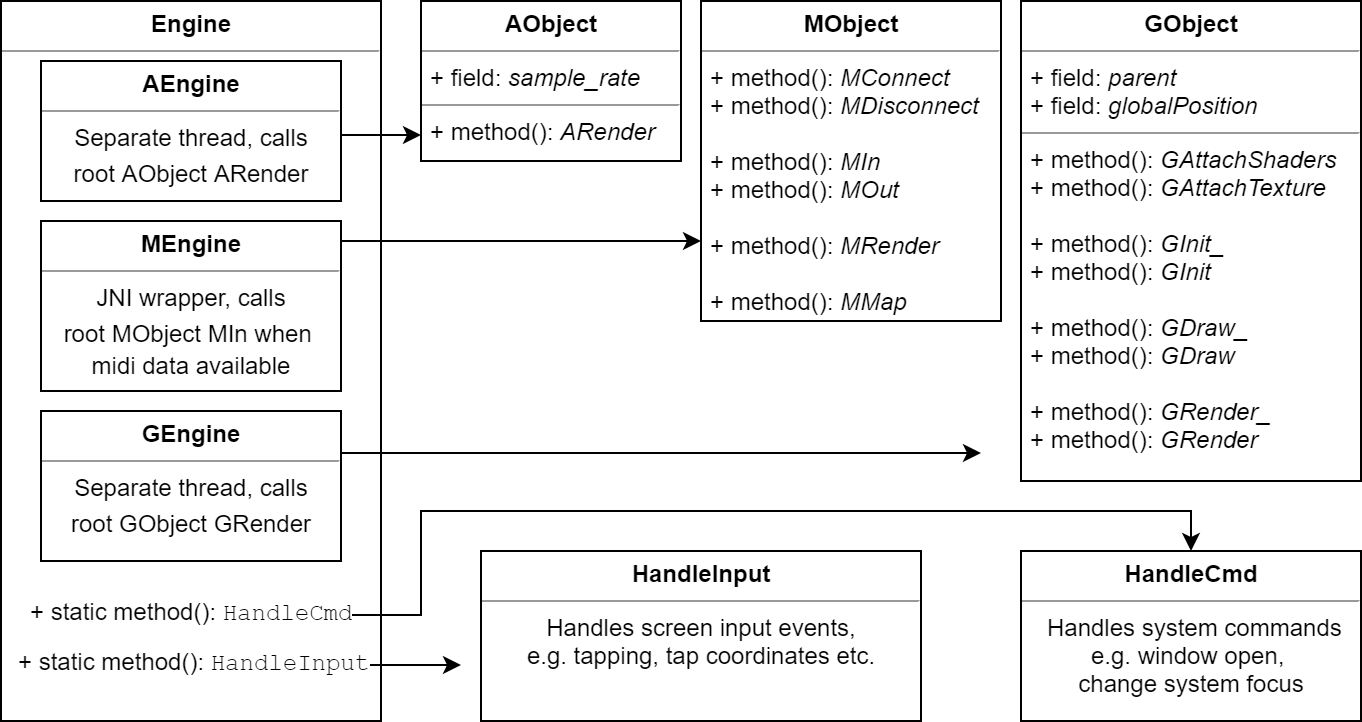 Engine
AEngine
Separate thread, calls
root AObject ARender
MEngine
JNI wrapper, calls
root MObject MIn when
midi data available
GEngine
Separate thread, calls
root GObject GRender
+ static method(): HandleCmd
+ static method(): HandleInput
AObject
+ field: sample_rate
+ method(): ARender
MObject
+ method(): MConnect
+ method(): MDisconnect
+ method(): MIn
+ method(): MOut
+ method(): MRender
+ method(): MMap
GObject
+ field: parent
+ field: globalPosition
+ method(): GAttachShaders
+ method(): GAttachTexture
+ method(): GInit_
+ method(): GInit
+ method(): GDraw_
+ method(): GDraw
+ method(): GRender_
+ method(): GRender
HandleInput
Handles screen input events,
e.g. tapping, tap coordinates etc.
HandleCmd
Handles system commands
e.g. window open,
change system focus